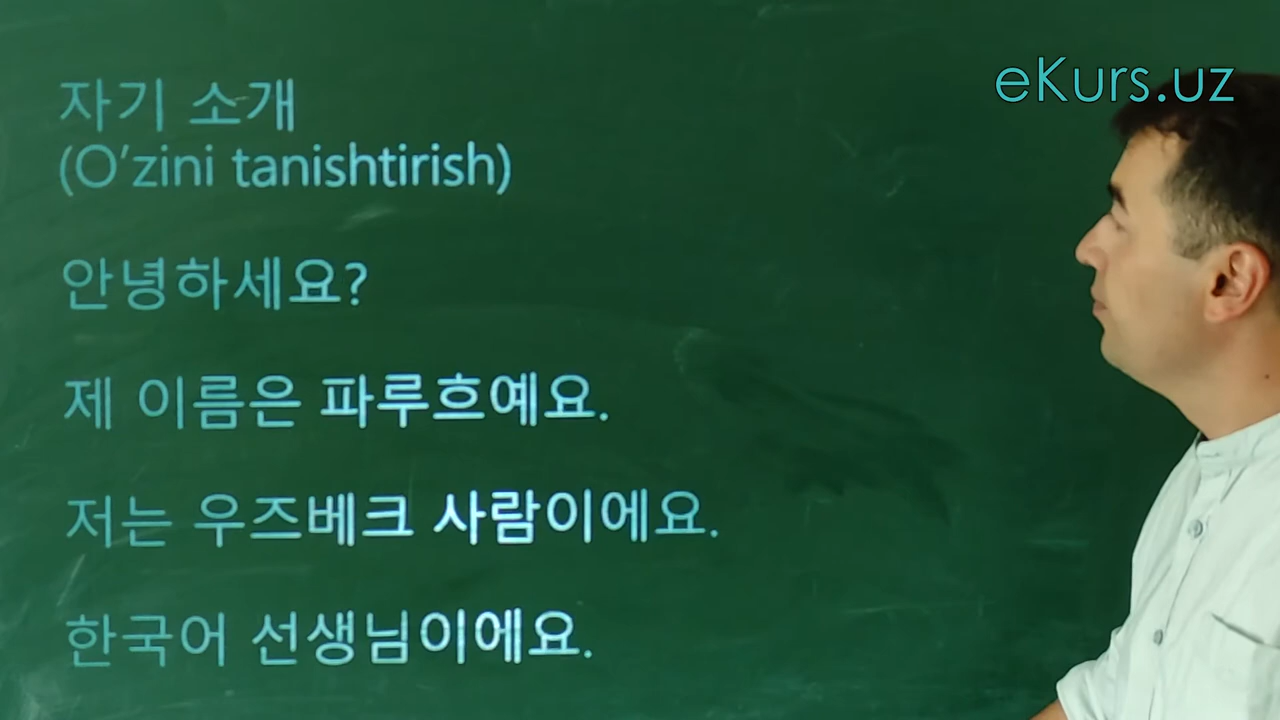 eKurs.uz
자기 소개
(O'zini tanishtirish)
안녕하세요?
제 이름은 파루흐예요.
저는 우즈베크 사람이에요.
한국어 선생님이에요.